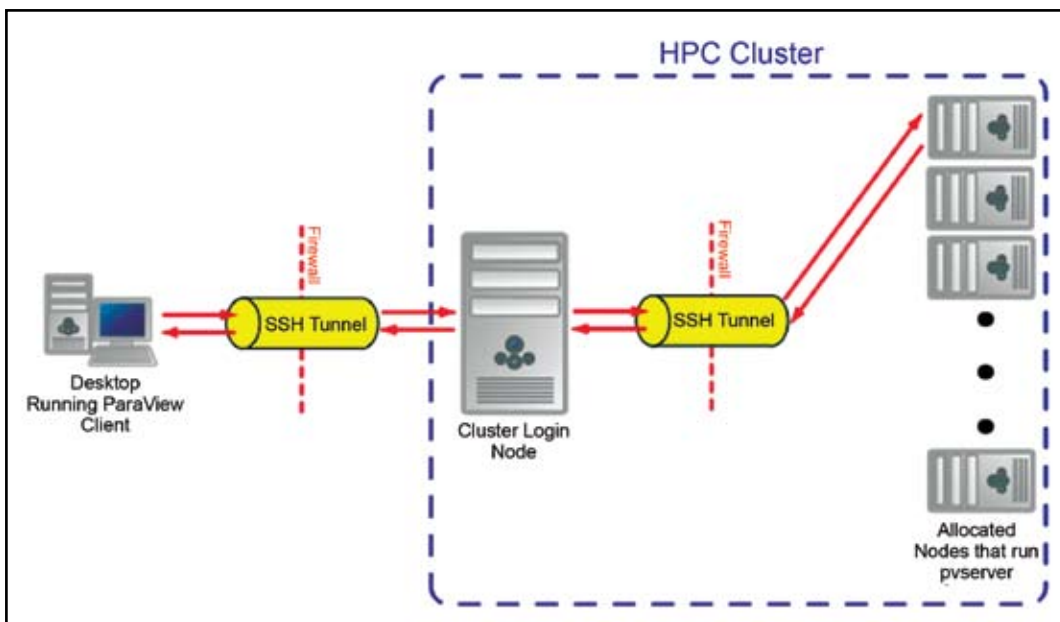 HPC Cluster
Firewall
Firewall
SSH Tunnel
SSH Tunnel
Desktop
Running ParaView
Client
Cluster Login
Node
Allocated
Nodes that run
pvserver